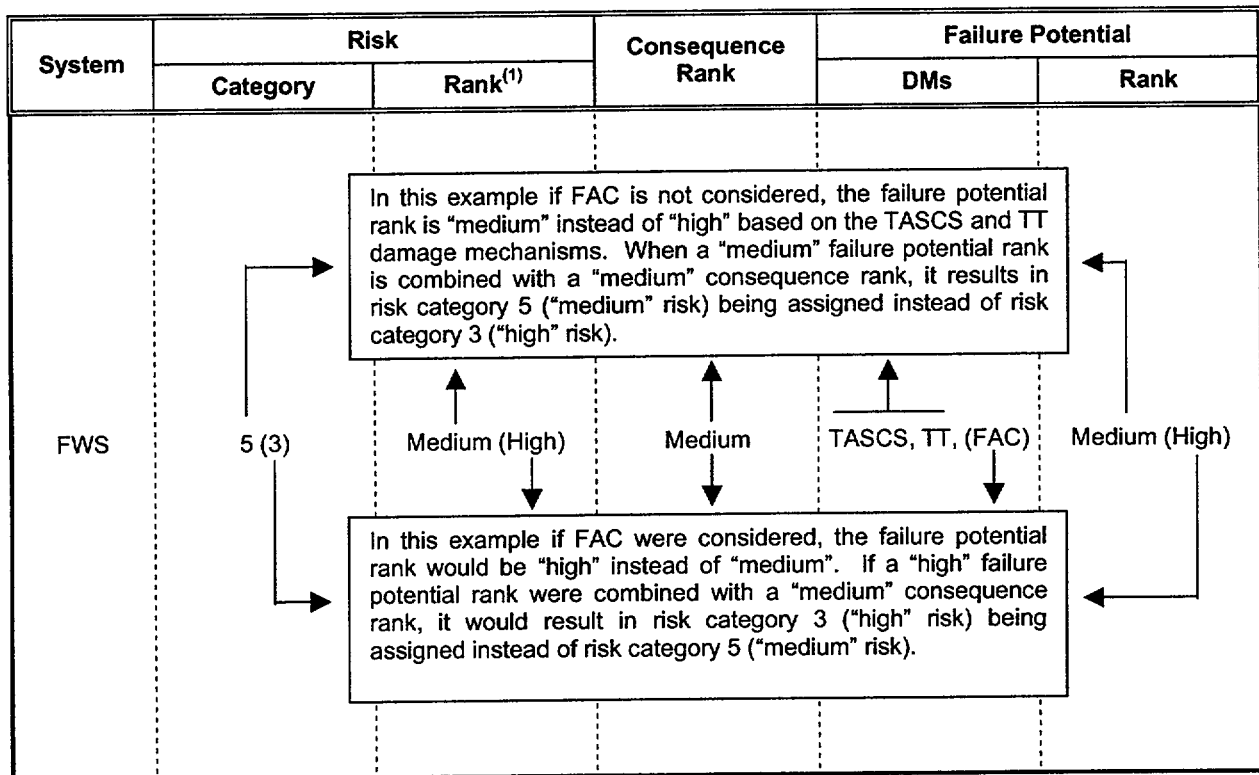 System
Risk
Consequence
Rank
Failure Potential
Category
Rank(1)
DMs
Rank
In this example if FAC is not considered, the failure potential
rank is “medium” instead of “high” based on the TASCS and TT
damage mechanisms. When a “medium” failure potential rank
is combined with a “medium” consequence rank, it results in
risk category 5 (“medium” risk) being assigned instead of risk
category 3 (“high” risk).
FWS
5 (3)
Medium (High)
Medium
TASCS, TT, (FAC)
Medium (High)
In this example if FAC were considered, the failure potential
rank would be “high” instead of “medium”. If a “high” failure
potential rank were combined with a “medium” consequence
rank, it would result in risk category 3 (“high” risk) being
assigned instead of risk category 5 (“medium” risk).